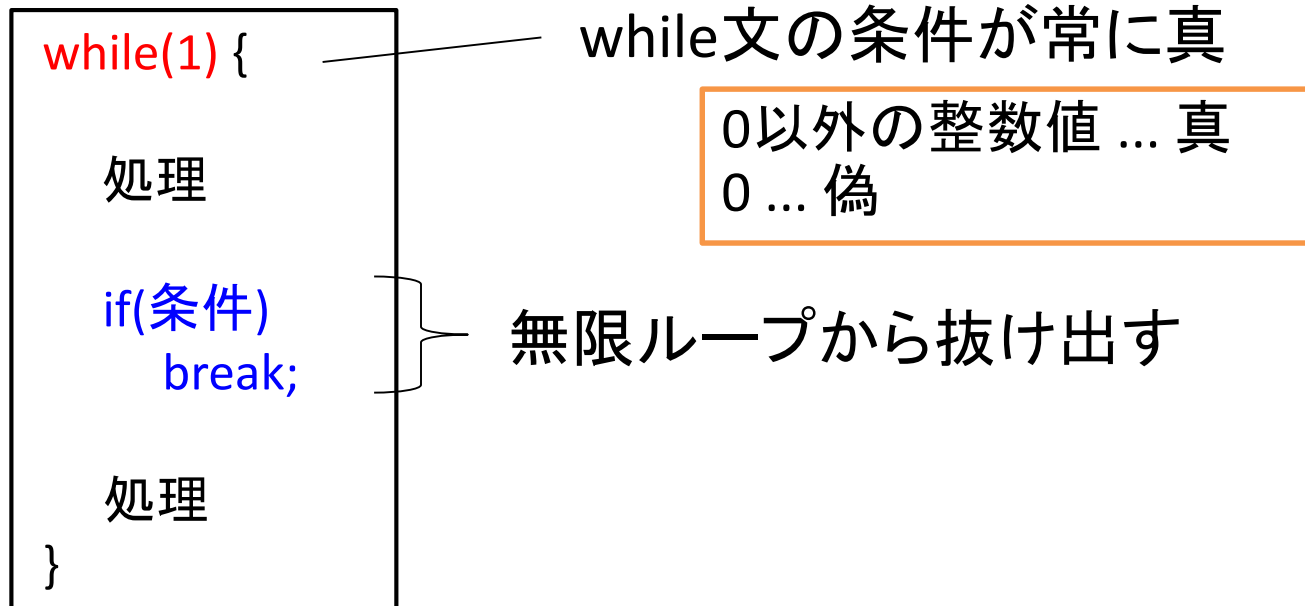 while(1) {
while文の条件が常に真
0以外の整数値 ... 真
0 ... 偽
処理
if(条件)
break;
無限ループから抜け出す
処理
}